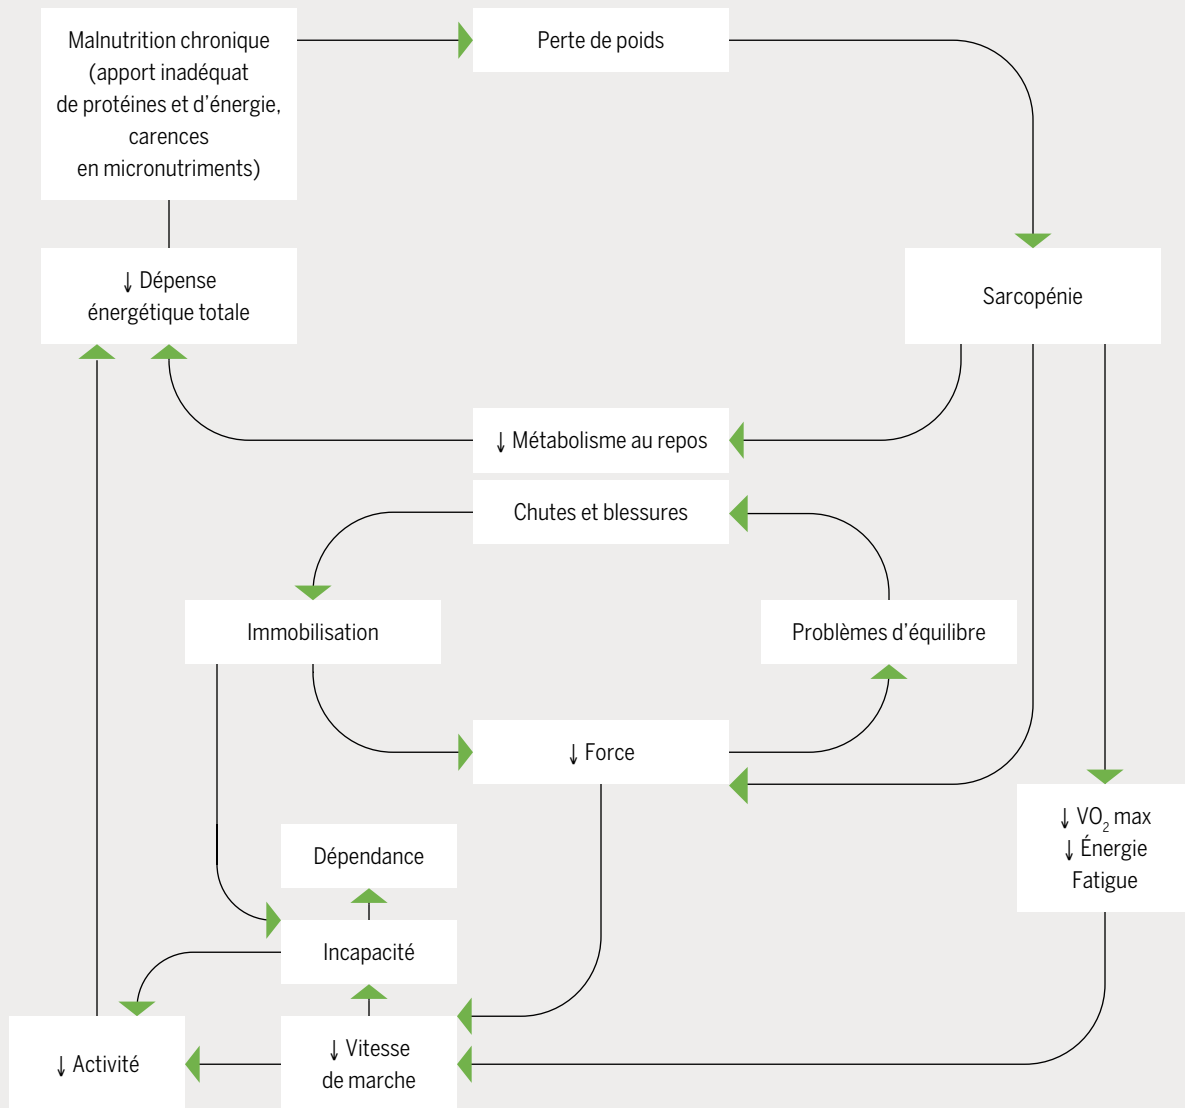 Malnutrition chronique
(apport inadéquat
de protéines et d'énergie,
carences
en micronutriments)
Perte de poids
↓ Dépense
énergétique totale
Sarcopénie
↓ Métabolisme au repos
Chutes et blessures
Immobilisation
Problèmes d'équilibre
↓ Force
↓ VO₂ max
↓ Énergie
Fatigue
Dépendance
Incapacité
↓ Activité
↓ Vitesse
de marche